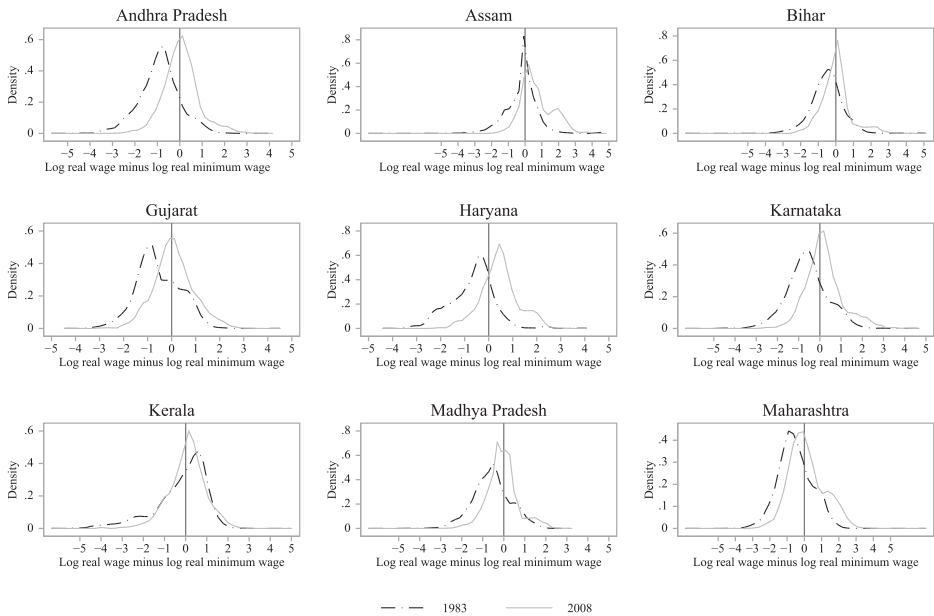 Andhra Pradesh
Density
.6
.4
.2
0
−5 −4 −3 −2 −1 0 1 2 3 4 5
Log real wage minus log real minimum wage
Assam
Density
.8
.6
.4
.2
0
−5 −4 −3 −2 −1 0 1 2 3 4 5
Log real wage minus log real minimum wage
Bihar
Density
.8
.6
.4
.2
0
−5 −4 −3 −2 −1 0 1 2 3 4 5
Log real wage minus log real minimum wage
Gujarat
Density
.6
.4
.2
0
−5 −4 −3 −2 −1 0 1 2 3 4 5
Log real wage minus log real minimum wage
Haryana
Density
.8
.6
.4
.2
0
−5 −4 −3 −2 −1 0 1 2 3 4 5
Log real wage minus log real minimum wage
Karnataka
Density
.6
.4
.2
0
−5 −4 −3 −2 −1 0 1 2 3 4 5
Log real wage minus log real minimum wage
Kerala
Density
.8
.6
.4
.2
0
−5 −4 −3 −2 −1 0 1 2 3 4 5
Log real wage minus log real minimum wage
Madhya Pradesh
Density
.8
.6
.4
.2
0
−5 −4 −3 −2 −1 0 1 2 3 4 5
Log real wage minus log real minimum wage
Maharashtra
Density
.4
.3
.2
.1
0
−5 −4 −3 −2 −1 0 1 2 3 4 5
Log real wage minus log real minimum wage
1983 2008